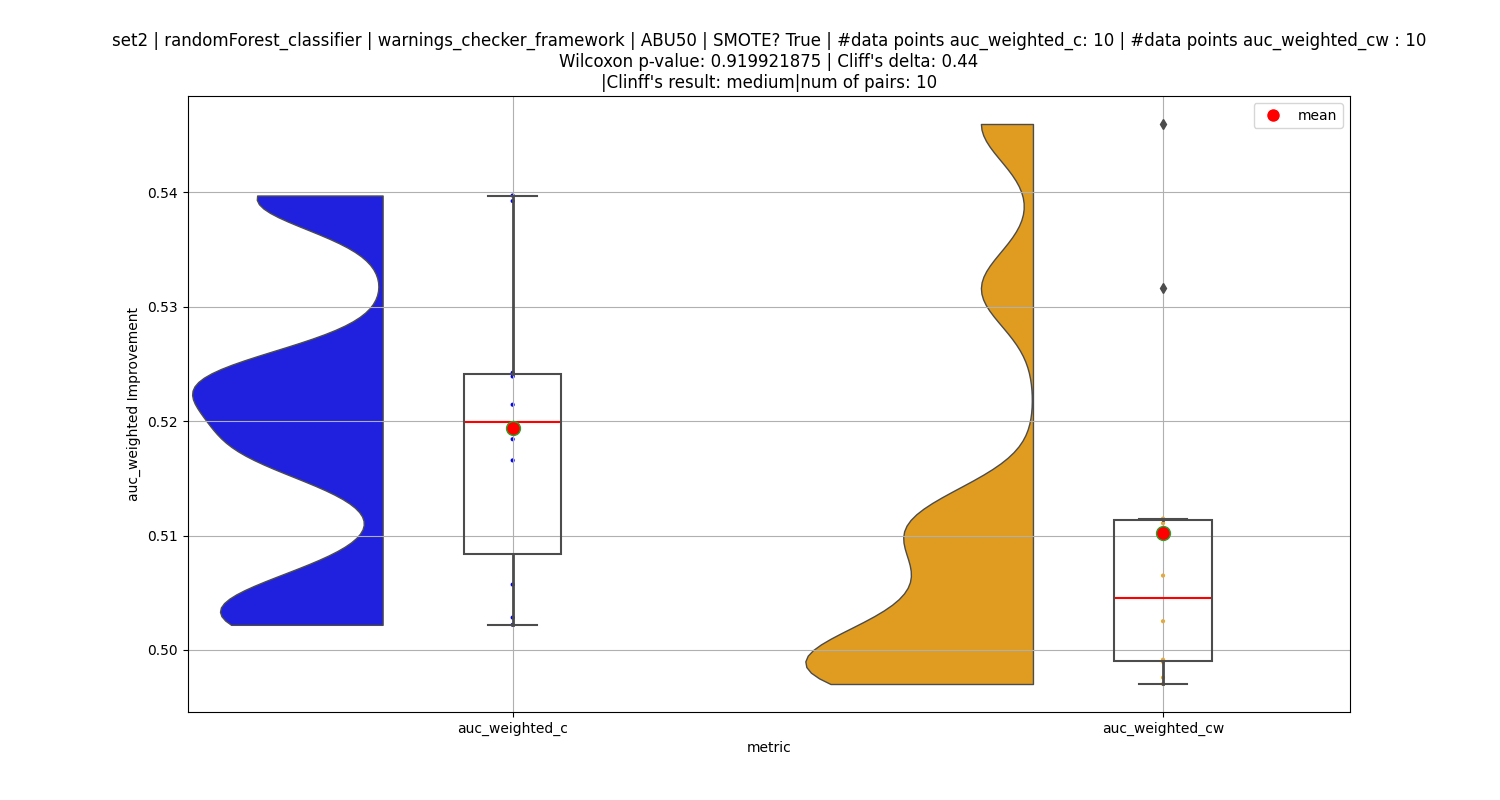 set2 | randomForest_classifier | warnings_checker_framework | ABU50 | SMOTE? True | #data points auc_weighted_c: 10 | #data points auc_weighted_cw : 10
Wilcoxon p-value: 0.919921875 | Cliff's delta: 0.44
|Clinff's result: medium|num of pairs: 10
mean
0.54
0.53
0.52
0.51
0.50
auc_weighted Improvement
auc_weighted_c
auc_weighted_cw
metric